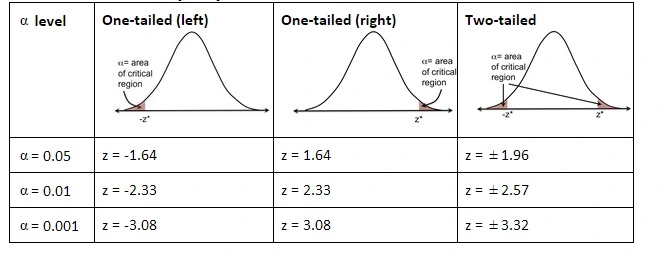 α level One-tailed (left) One-tailed (right) Two-tailed
α= area
of critical
region
-z*
α= area
of critical
region
z*
α= area
of critical
region
-z* z*
α = 0.05 z = -1.64 z = 1.64 z = ±1.96
α = 0.01 z = -2.33 z = 2.33 z = ±2.57
α = 0.001 z = -3.08 z = 3.08 z = ±3.32